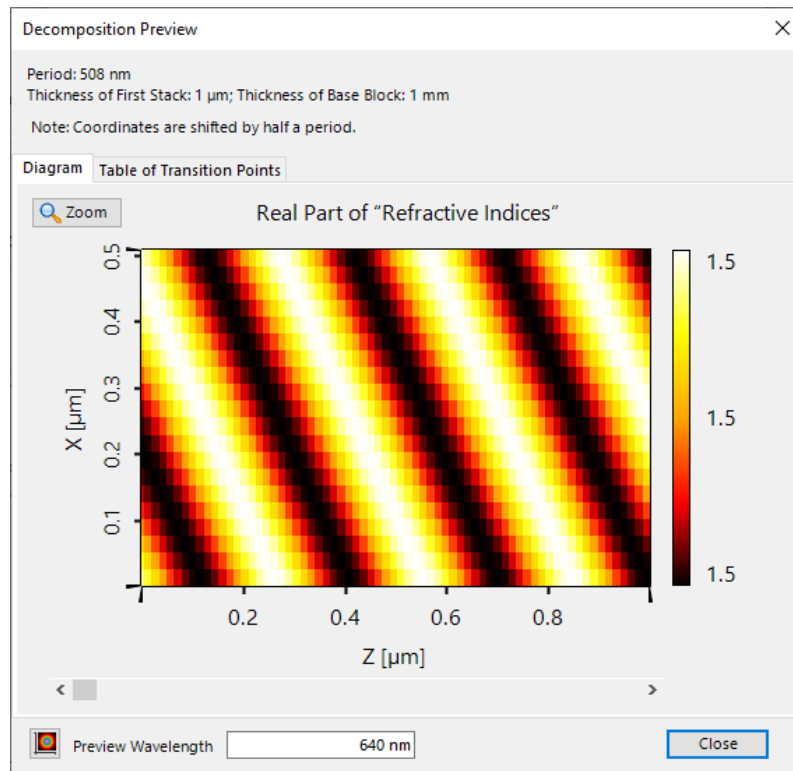 Decomposition Preview
Period: 508 nm
Thickness of First Stack: 1 µm; Thickness of Base Block: 1 mm
Note: Coordinates are shifted by half a period.
Diagram Table of Transition Points
Zoom
Real Part of “Refractive Indices”
0.5
0.4
0.3
0.2
0.1
X [µm]
0.2 0.4 0.6 0.8
Z [µm]
1.5
1.5
1.5
Preview Wavelength 640 nm Close